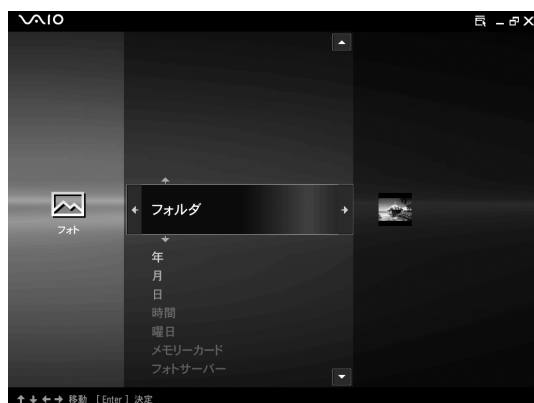 VAIO
フォト
フォルダ
年
月
日
時間
曜日
メモリーカード
フォトサーバー
↑↓←→ 移動 [Enter] 決定